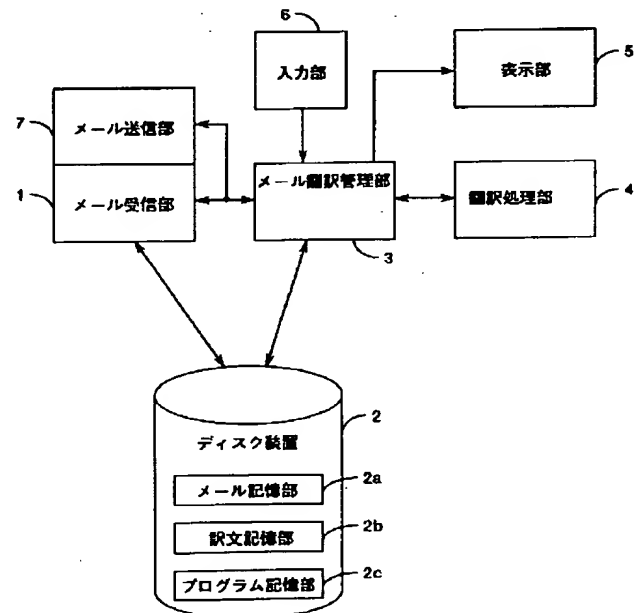 6
入力部
表示部
5
7
メール送信部
1
メール受信部
メール翻訳管理部
3
翻訳処理部
4
ディスク装置
2
メール記憶部
2a
訳文記憶部
2b
プログラム記憶部
2c